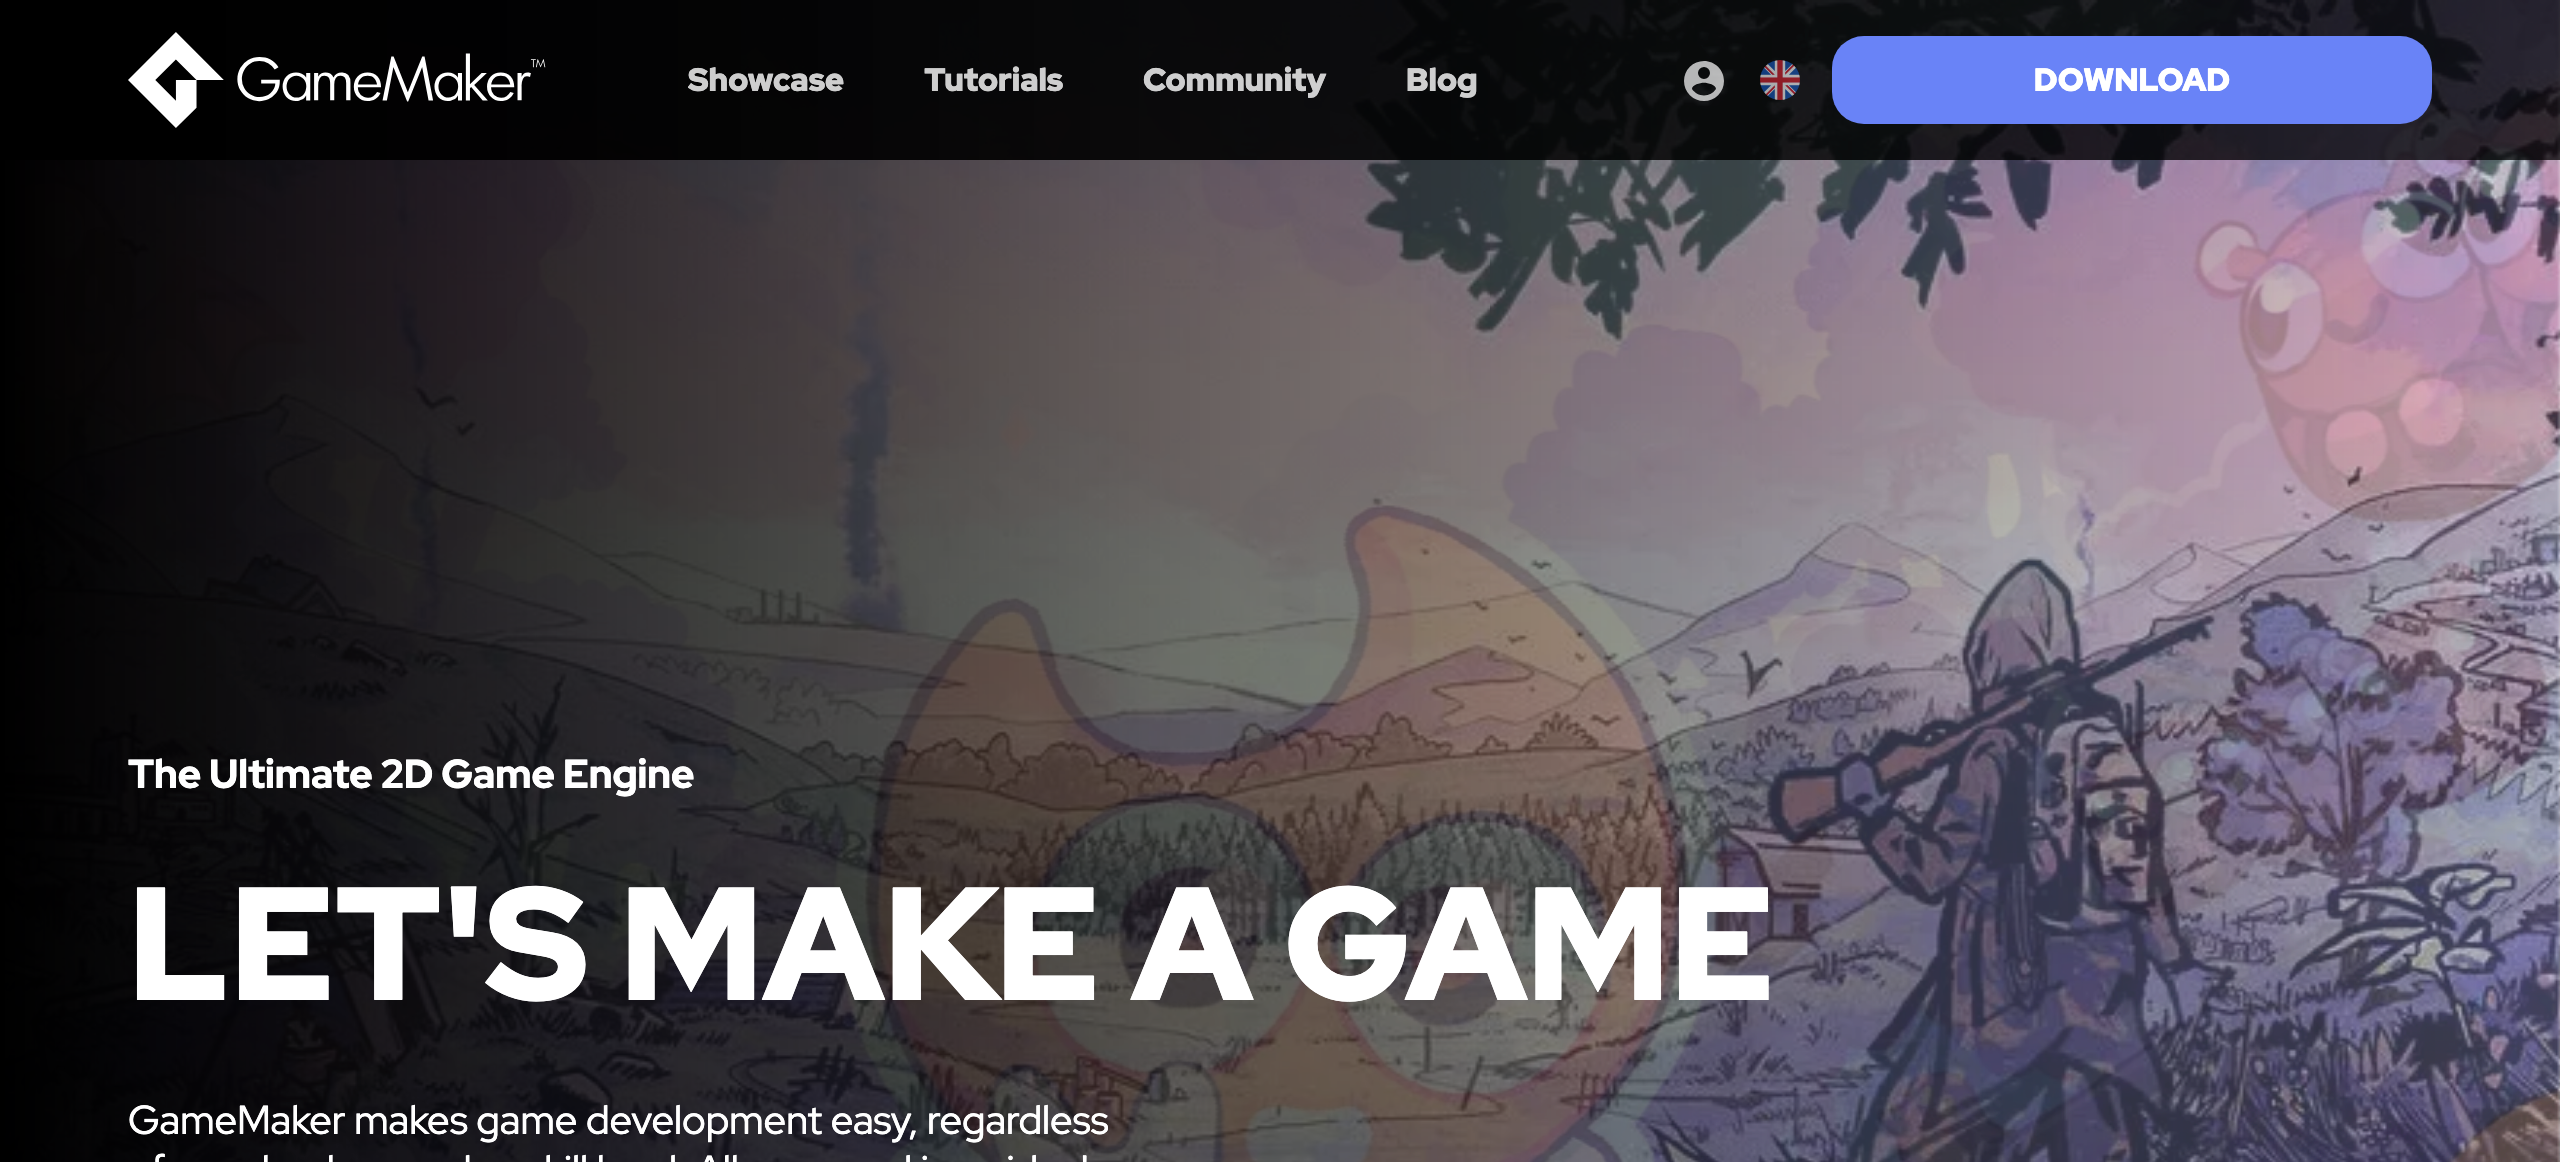 GameMaker™
Showcase
Tutorials
Community
Blog
DOWNLOAD
The Ultimate 2D Game Engine
LET'S MAKE A GAME
GameMaker makes game development easy, regardless